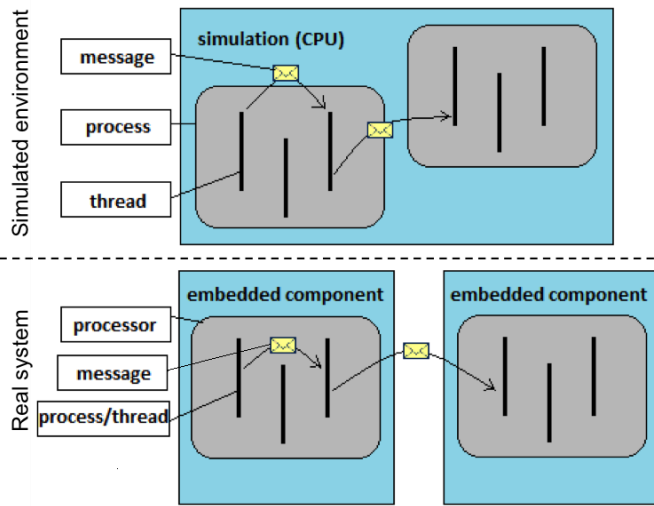 Simulated environment
simulation (CPU)
message
process
thread
Real system
embedded component
embedded component
processor
message
process/thread